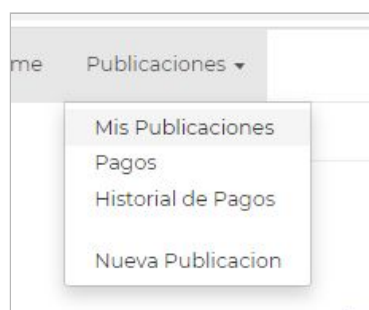 me Publicaciones
Mis Publicaciones
Pagos
Historial de Pagos
Nueva Publicacion